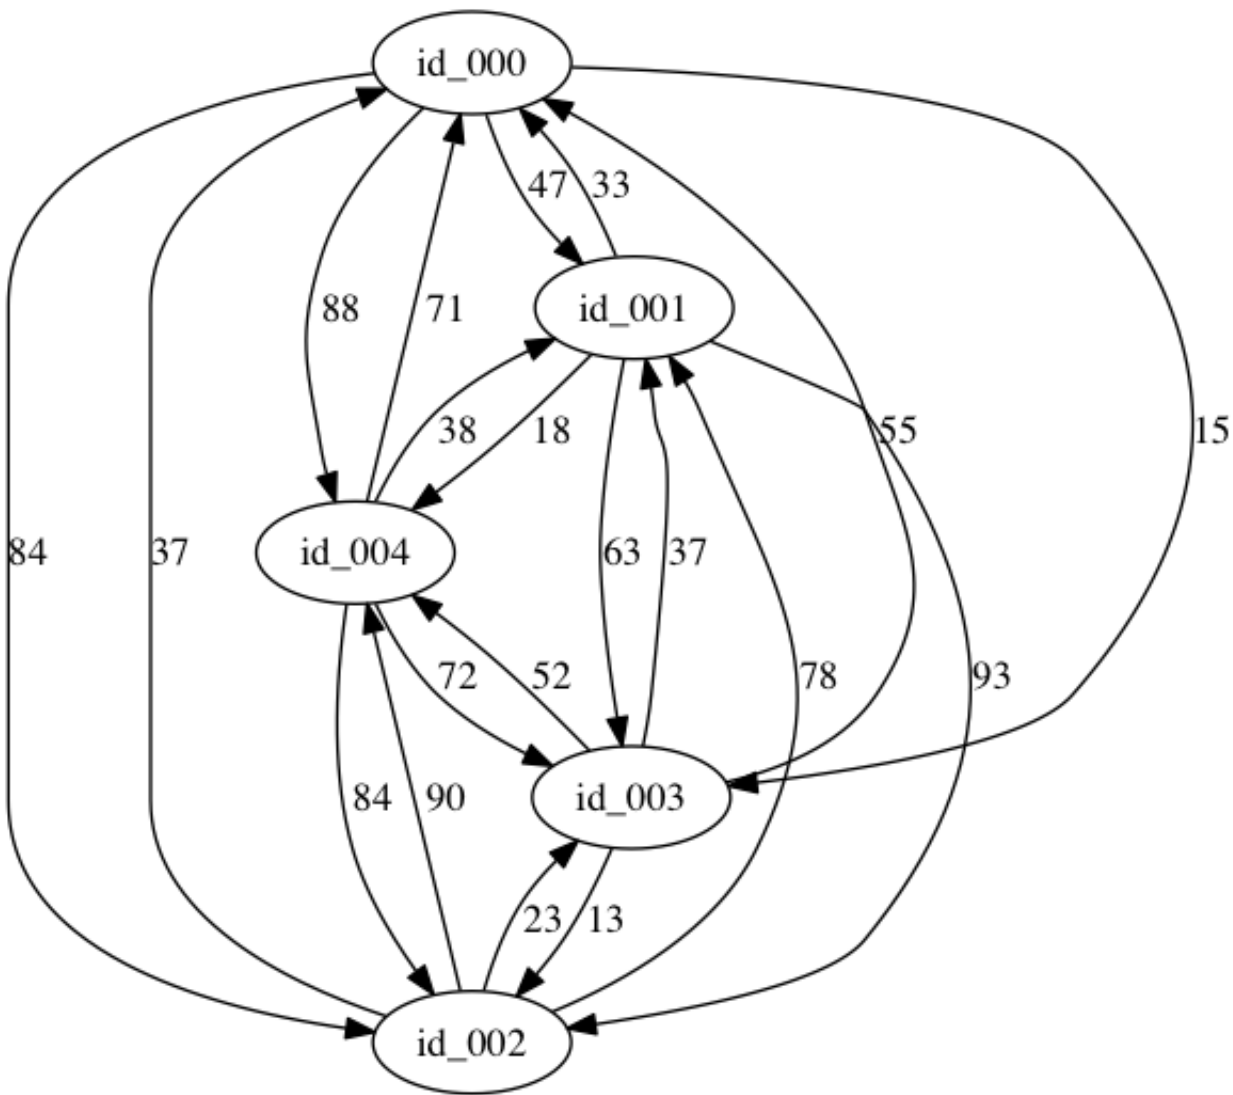 id_000
47 33
id_001
88 71
38 18 55 15
84 37 id_004 63 37
72 52 78 93
84 90 id_003
23 13
id_002